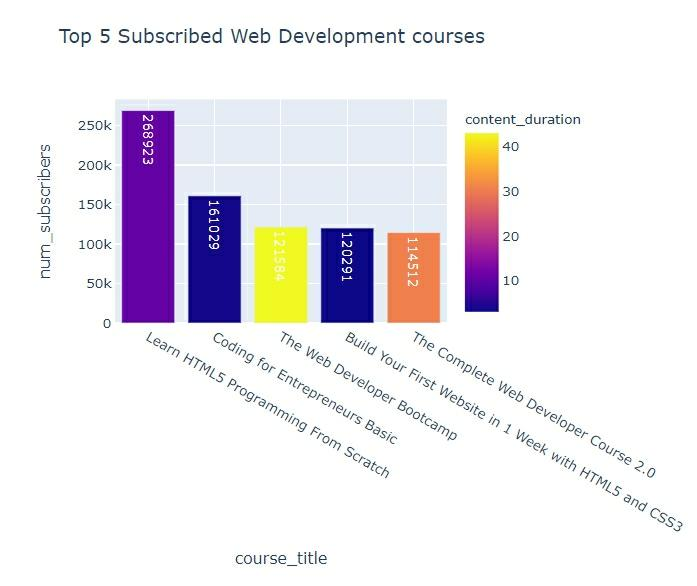 Top 5 Subscribed Web Development courses
num_subscribers
250k
200k
150k
100k
50k
0
268923
161029
121584
120291
114512
Learn HTML5 Programming From Scratch
Coding for Entrepreneurs Basic
The Web Developer Bootcamp
Build Your First Website in 1 Week with HTML5 and CSS3
The Complete Web Developer Course 2.0
course_title
content_duration
40
30
20
10